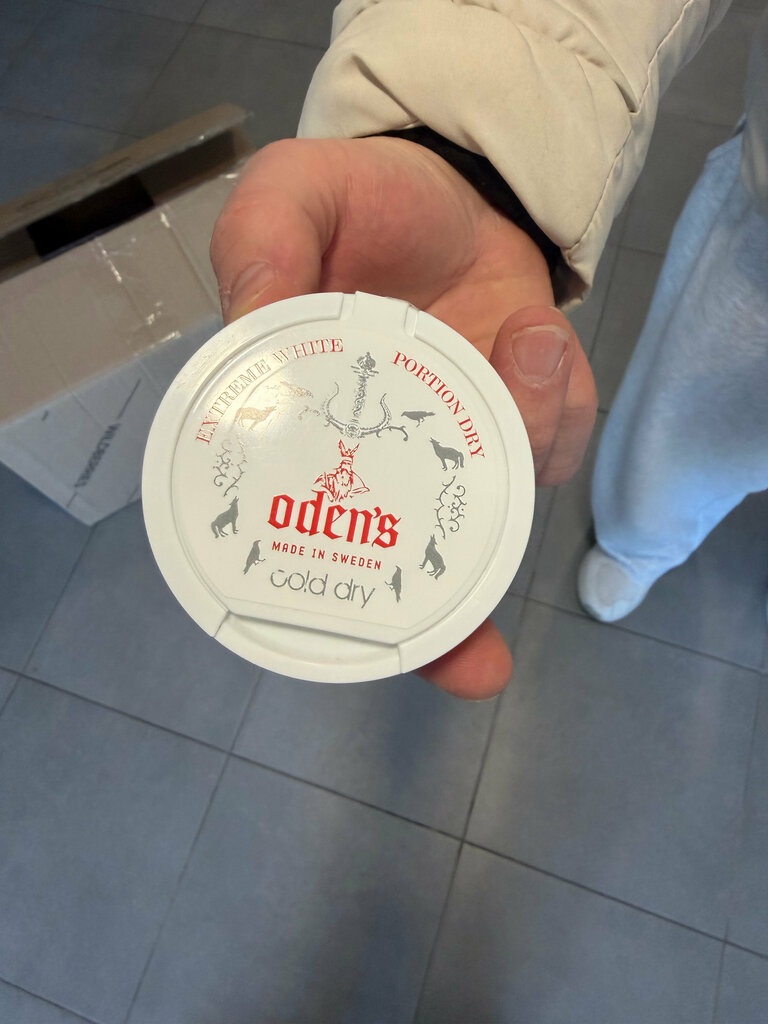 EXTREME WHITE
PORTION DRY
oden's
MADE IN SWEDEN
cold dry